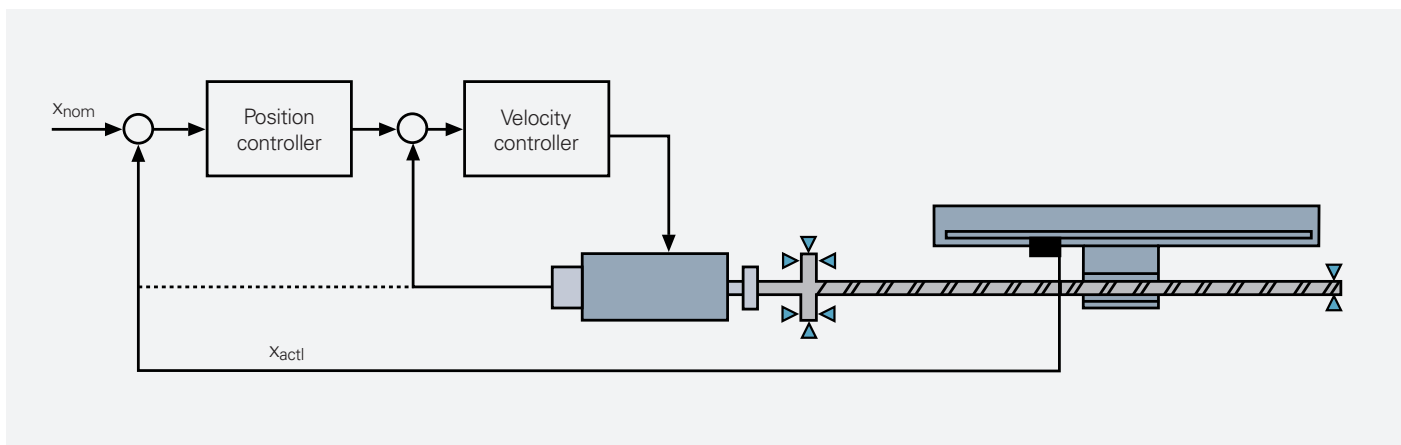 xnom
Position
controller
Velocity
controller
xactl